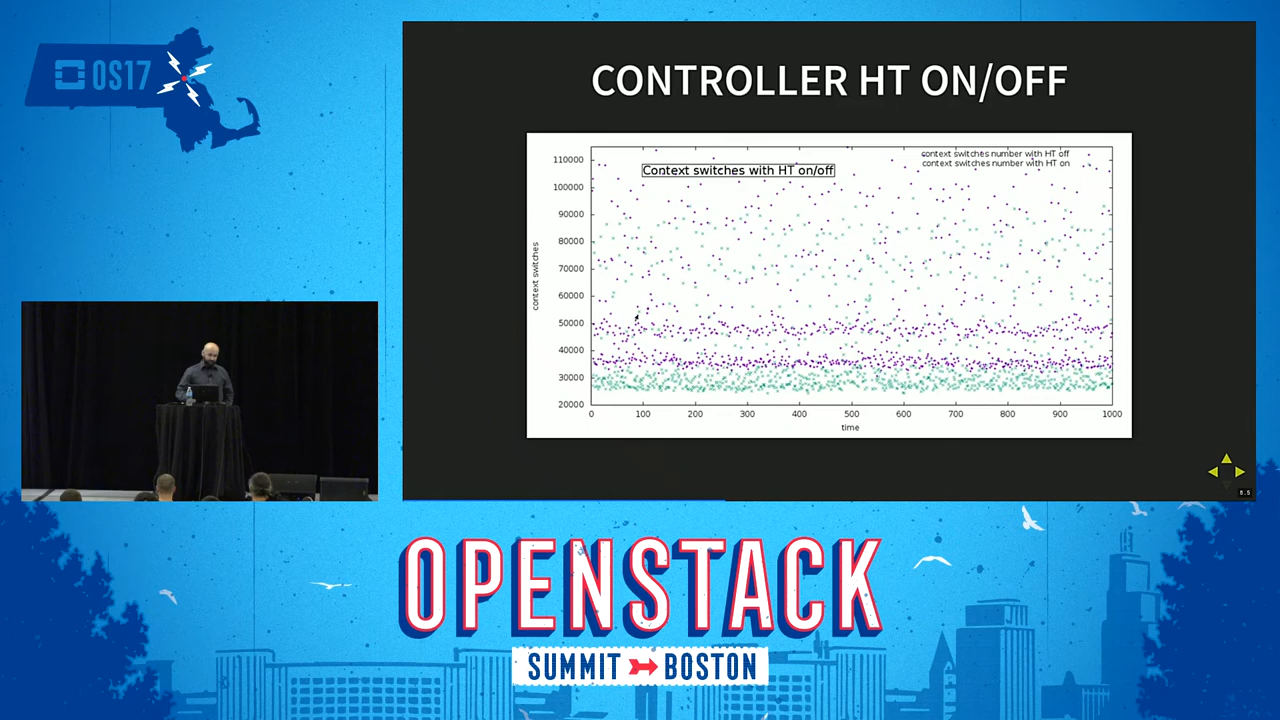 OS17
CONTROLLER HT ON/OFF
Context switches with HT on/off
context switches number with HT off
context switches number with HT on
110000
100000
90000
80000
70000
60000
50000
40000
30000
20000
context switches
0 100 200 300 400 500 600 700 800 900 1000
time
8.5
OPENSTACK
SUMMIT BOSTON